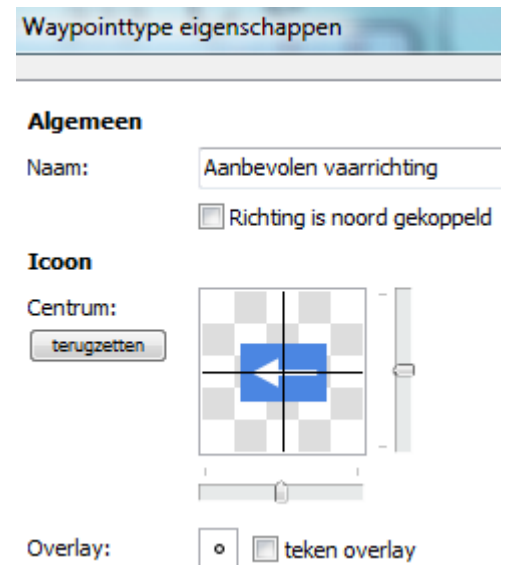 Waypointtype eigenschappen
Algemeen
Naam: Aanbevolen vaarrichting
Richting is noord gekoppeld
Icoon
Centrum:
terugzetten
Overlay: teken overlay